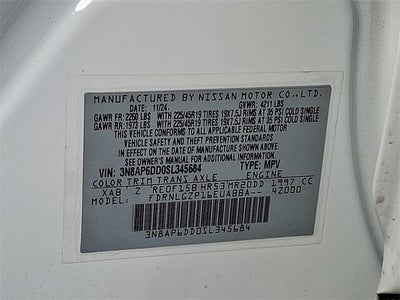 MANUFACTURED BY NISSAN MOTOR CO., LTD.
DATE: 11/24 GVWR: 4211 LBS
GAWR FR: 2260 LBS WITH 225/45R19 TIRES 19X7.5J RIMS AT 35 PSI COLD SINGLE
GAWR RR: 1973 LBS WITH 225/45R19 TIRES 19X7.5J RIMS AT 35 PSI COLD SINGLE
THIS VEHICLE CONFORMS TO ALL APPLICABLE FEDERAL MOTOR
VEHICLE SAFETY AND THEFT PREVENTION
STANDARDS IN EFFECT ON THE DATE OF MANUFACTURE SHOWN ABOVE.
SEE OWNER'S MANUAL FOR ADDITIONAL INFORMATION.
VIN: 3N8AP6DD0SL345684 TYPE: MPV
COLOR TRIM TRANS AXLE
XAB Z RE0F15B HR53 MR20DD 1997 CC
MODEL: FDRNLGZP16EUABBA-- 4Z000
3N8AP6DD0SL345684